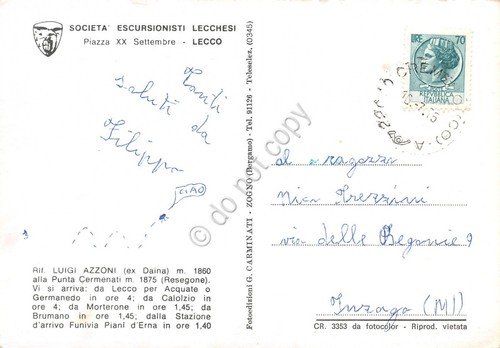 SOCIETA' ESCURSIONISTI LECCHESI
Piazza XX Settembre - LECCO
Tanti
saluti da
Filippo
CIAO
Rif. LUIGI AZZONI (ex Daina) m. 1860
alla Punta Cermenati m. 1875 (Resegone).
Vi si arriva: da Lecco per Acquate o
Germanedo in ore 4; da Calolzio in
ore 4; da Morterone in ore 1,45; da
Brumano in ore 1,45; dalla Stazione
d'arrivo Funivia Piani d'Erna in ore 1,40
Fotoedizioni G. CARMINATI - ZOGNO (Bergamo) - Tel. 91126 - Teleselez. (0345)
© do not copy
LIRE 70
REPUBBLICA
ITALIANA
ragazza
via delle Begonie 9
Inzago (MI)
CR. 3353 da fotocolor - Riprod. vietata